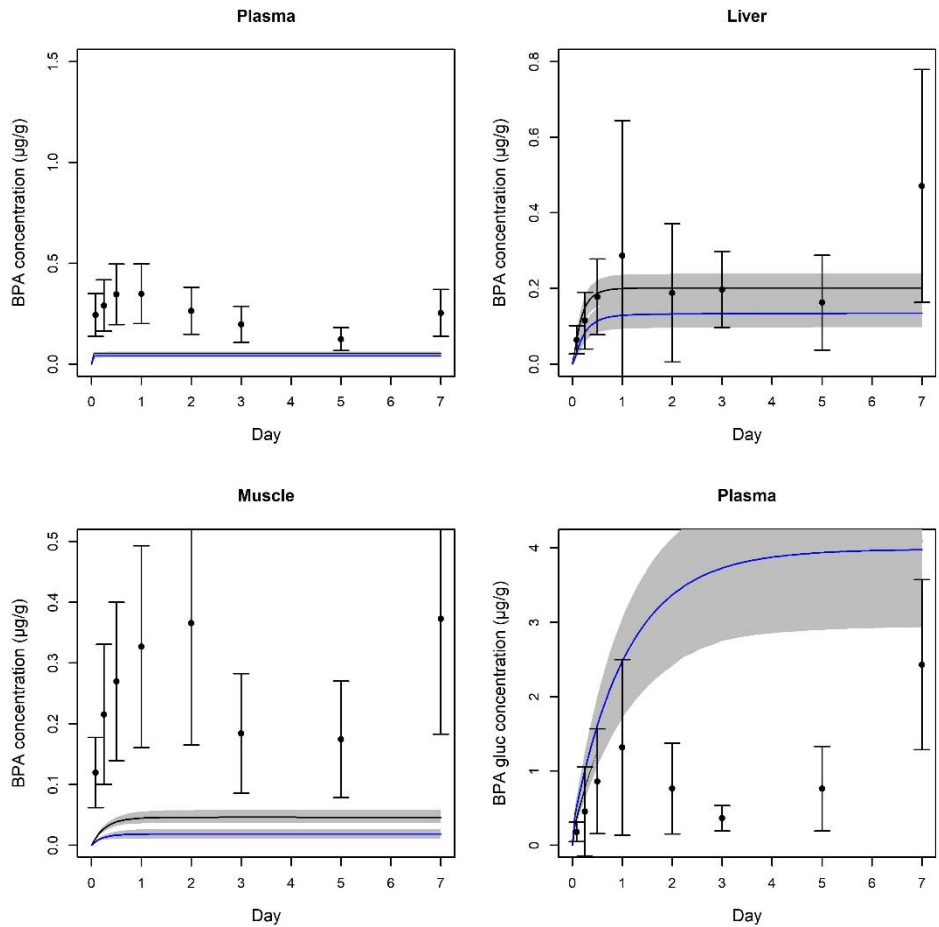 Plasma
BPA concentration (µg/g)
0.0 0.5 1.0 1.5
0 1 2 3 4 5 6 7
Day
Liver
BPA concentration (µg/g)
0.0 0.2 0.4 0.6 0.8
0 1 2 3 4 5 6 7
Day
Muscle
BPA concentration (µg/g)
0.0 0.1 0.2 0.3 0.4 0.5
0 1 2 3 4 5 6 7
Day
Plasma
BPA gluc concentration (µg/g)
0 1 2 3 4
0 1 2 3 4 5 6 7
Day